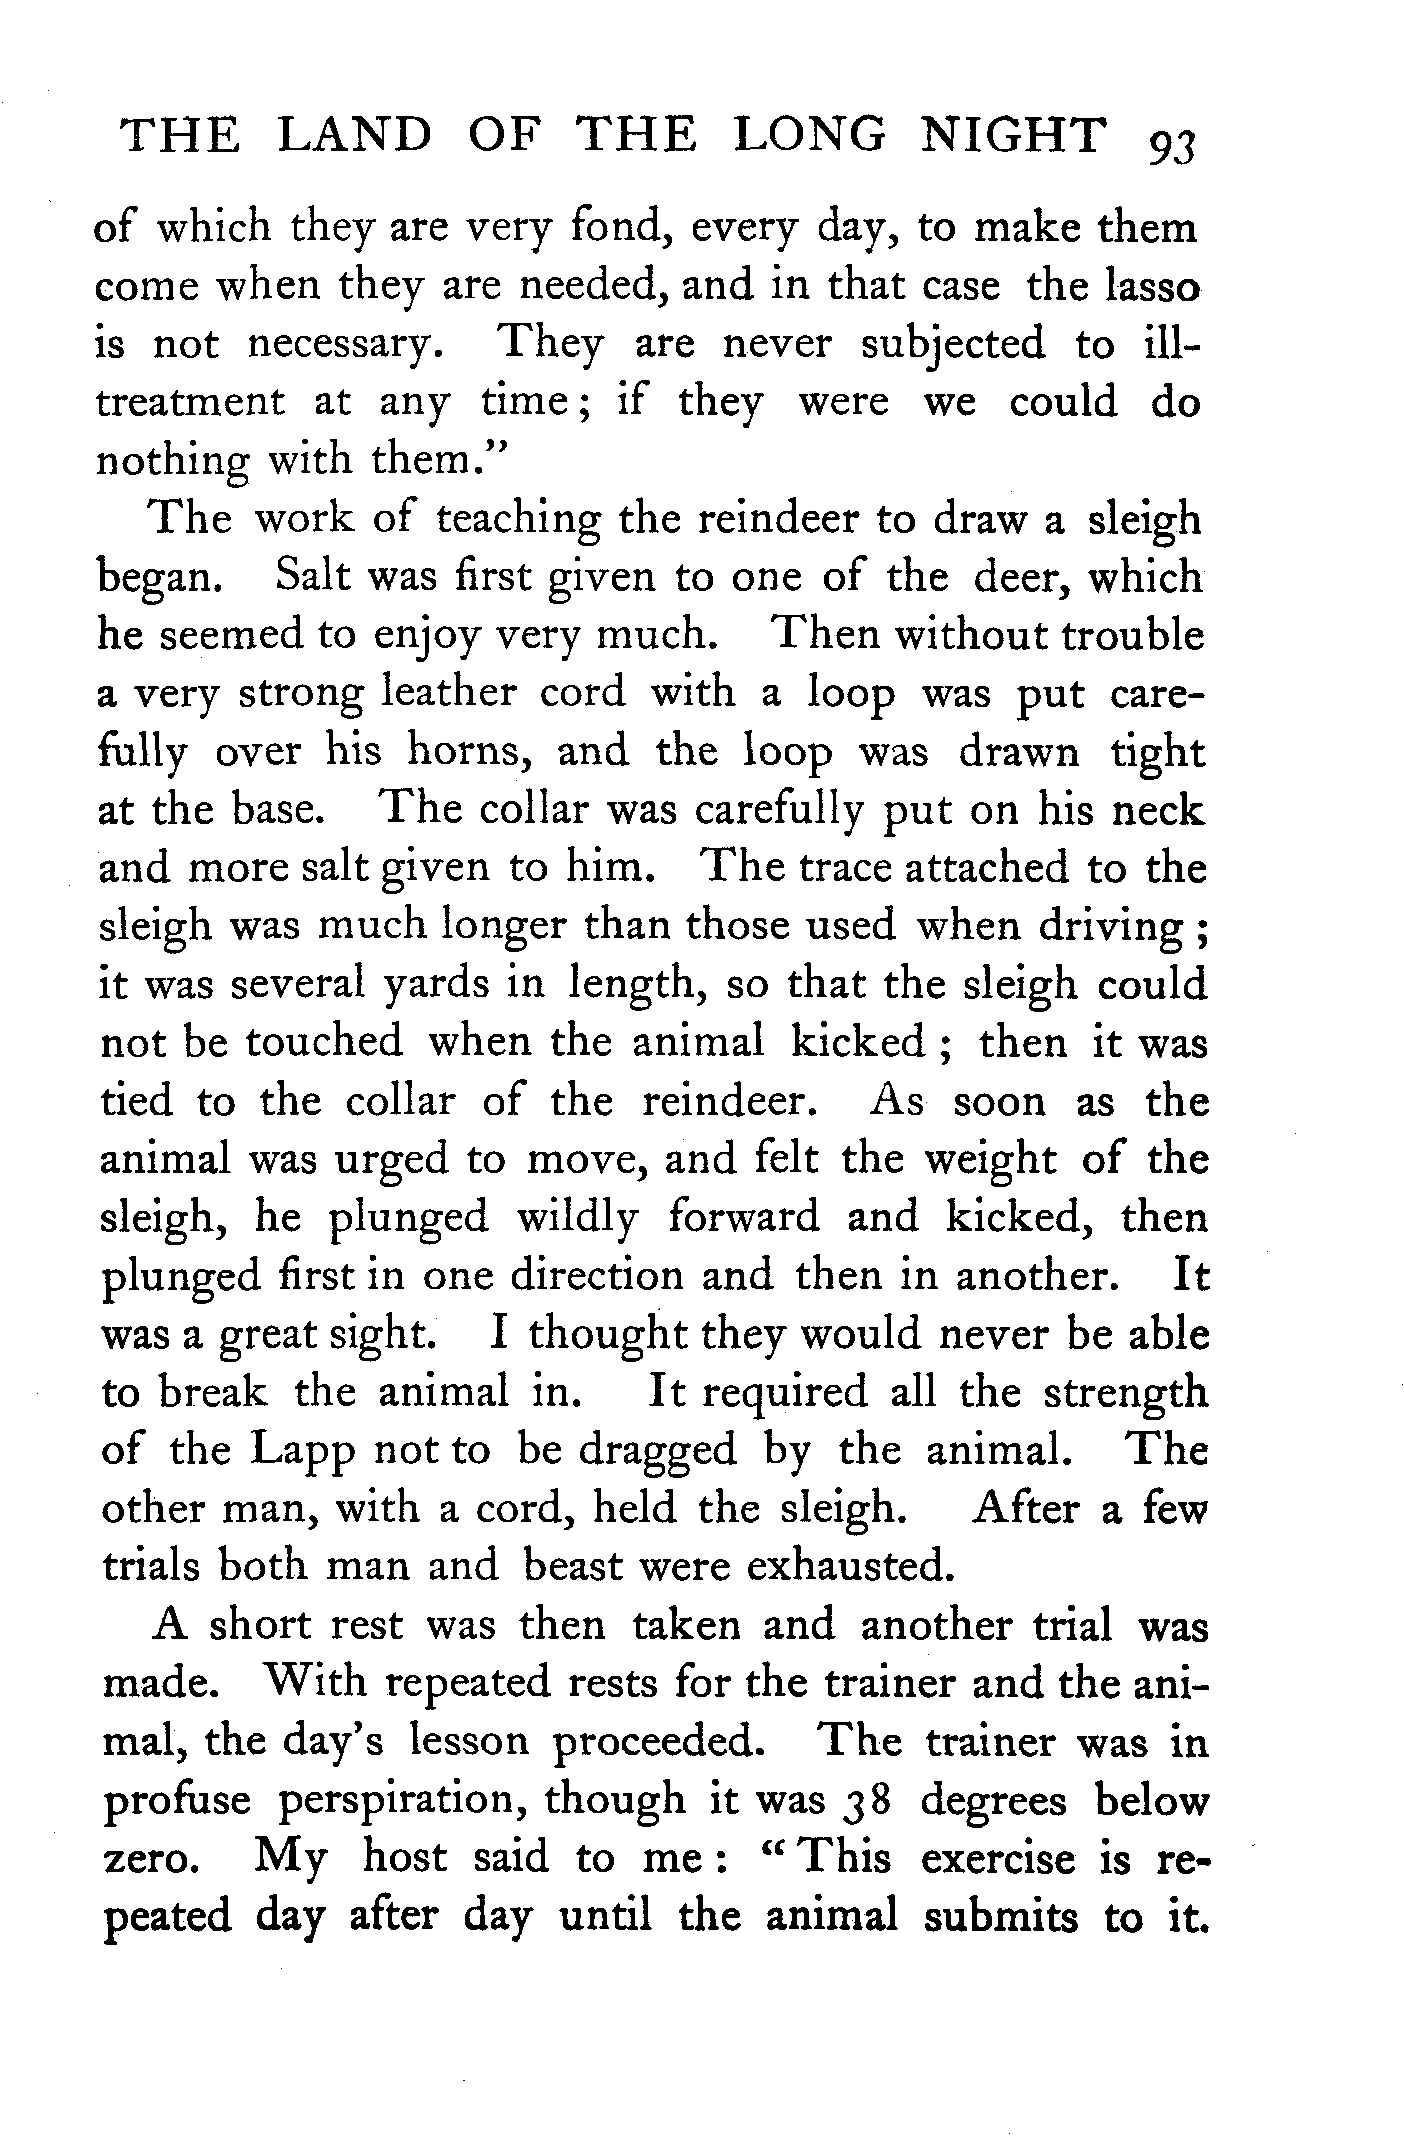 THE LAND OF THE LONG NIGHT 93
of which they are very fond, every day, to make them
come when they are needed, and in that case the lasso
is not necessary. They are never subjected to ill-
treatment at any time ; if they were we could do
nothing with them."
The work of teaching the reindeer to draw a sleigh
began. Salt was first given to one of the deer, which
he seemed to enjoy very much. Then without trouble
a very strong leather cord with a loop was put care-
fully over his horns, and the loop was drawn tight
at the base. The collar was carefully put on his neck
and more salt given to him. The trace attached to the
sleigh was much longer than those used when driving ;
it was several yards in length, so that the sleigh could
not be touched when the animal kicked ; then it was
tied to the collar of the reindeer. As soon as the
animal was urged to move, and felt the weight of the
sleigh, he plunged wildly forward and kicked, then
plunged first in one direction and then in another. It
was a great sight. I thought they would never be able
to break the animal in. It required all the strength
of the Lapp not to be dragged by the animal. The
other man, with a cord, held the sleigh. After a few
trials both man and beast were exhausted.
A short rest was then taken and another trial was
made. With repeated rests for the trainer and the ani-
mal, the day's lesson proceeded. The trainer was in
profuse perspiration, though it was 38 degrees below
zero. My host said to me : " This exercise is re-
peated day after day until the animal submits to it.